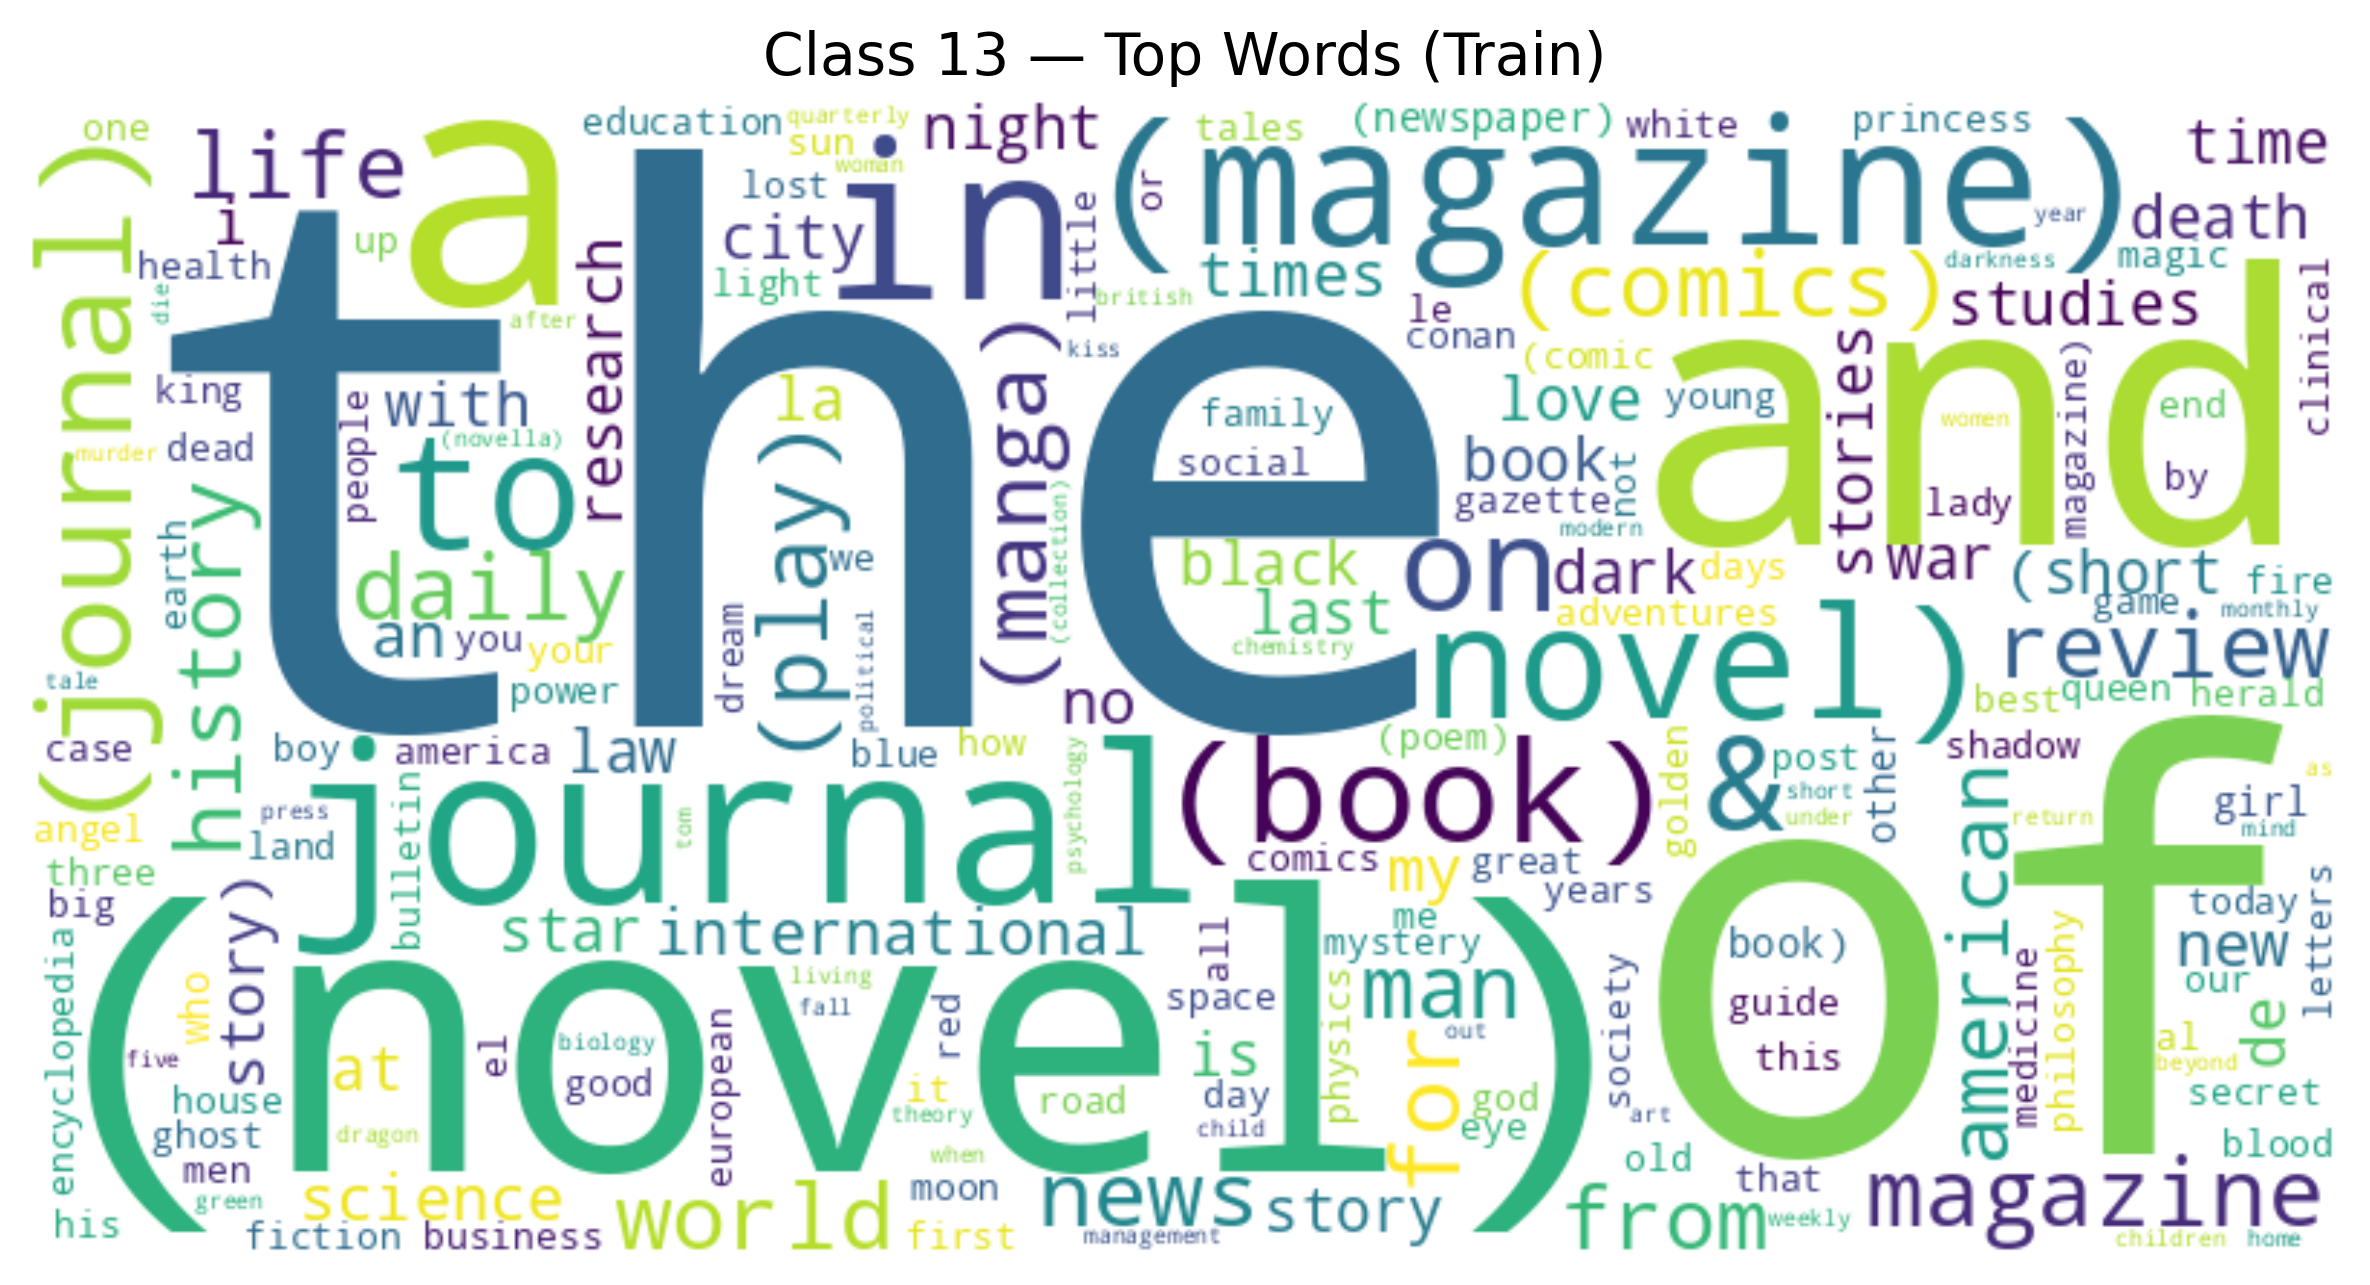 Class 13 — Top Words (Train)
one
life
a
education
quarterly
sun
woman
in
night
(magazine)
tales
(newspaper)
white
princess
time
(journal)
i
up
health
die
after
research
lost
city
light
little
or
british
times
year
death
darkness
magic
(comics)
studies
clinical
the
king
people
with
la
(manga)
kiss
le
conan
(comic
love
young
and
stories
women
magazine)
end
by
murder
dead
(novella)
to
history
family
social
book
gazette
not
modern
lady
earth
daily
(play)
we
(collection)
black
last
chemistry
on
dark
days
war
(short
fire
game
monthly
adventures
an
you
your
power
dream
political
no
novel)
review
tale
best
queen
herald
case
boy
america
law
blue
how
psychology
(book)
(poem)
golden
&
post
short
under
other
shadow
american
as
of
return
girl
mind
angel
press
land
three
bulletin
journal
tom
comics
my
great
years
big
story)
star
international
all
me
mystery
man
book)
guide
this
today
new
our
letters
encyclopedia
who
five
(novel)
living
fall
red
space
physics
out
society
medicine
philosophy
de
al
beyond
el
biology
good
european
at
is
for
it
theory
road
day
child
god
eye
art
secret
house
ghost
dragon
men
green
when
old
that
blood
his
science
fiction
business
world
moon
first
news
management
story
from
weekly
magazine
children
home